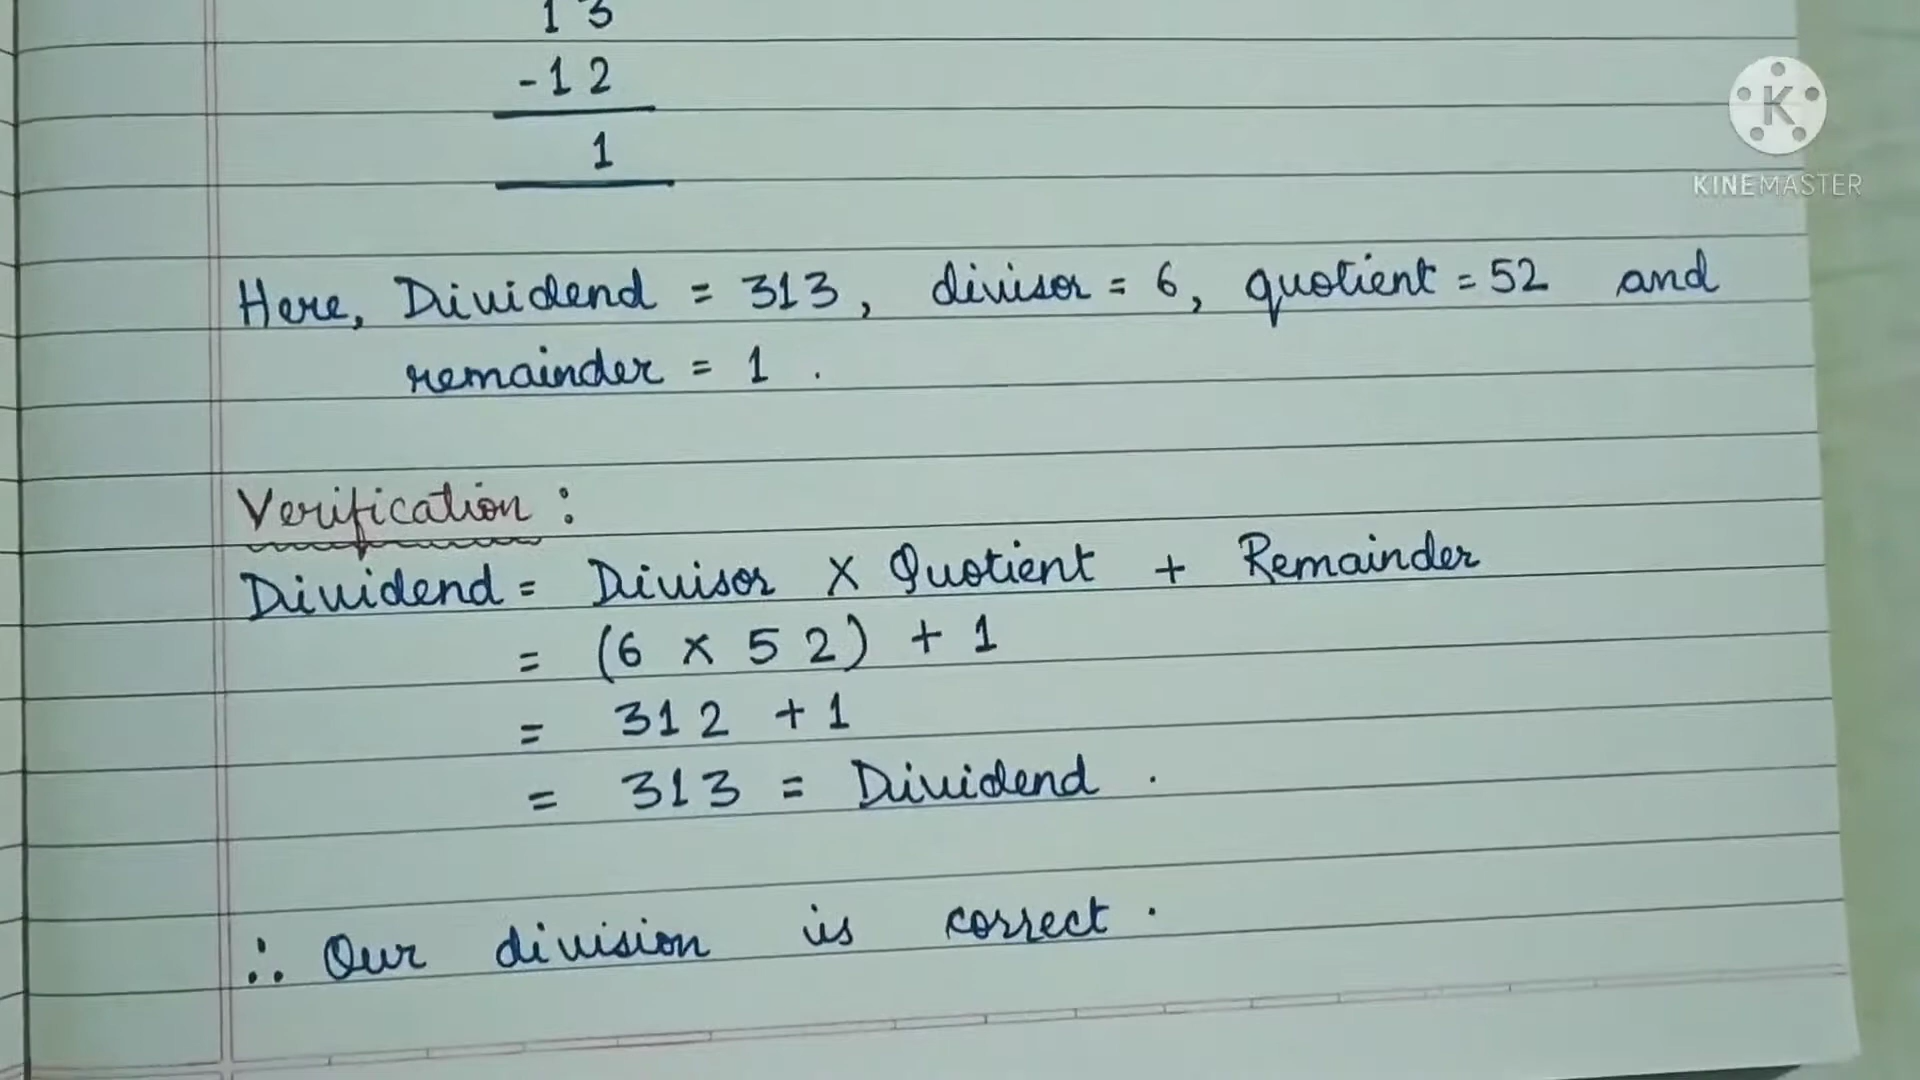 13
-12
1
Here, Dividend = 313, divisor = 6, quotient = 52 and
remainder = 1 .
Verification :
Dividend = Divisor X Quotient + Remainder
= (6 x 52) + 1
= 312 + 1
= 313 = Dividend .
∴ Our division is correct .
K
KINEMASTER